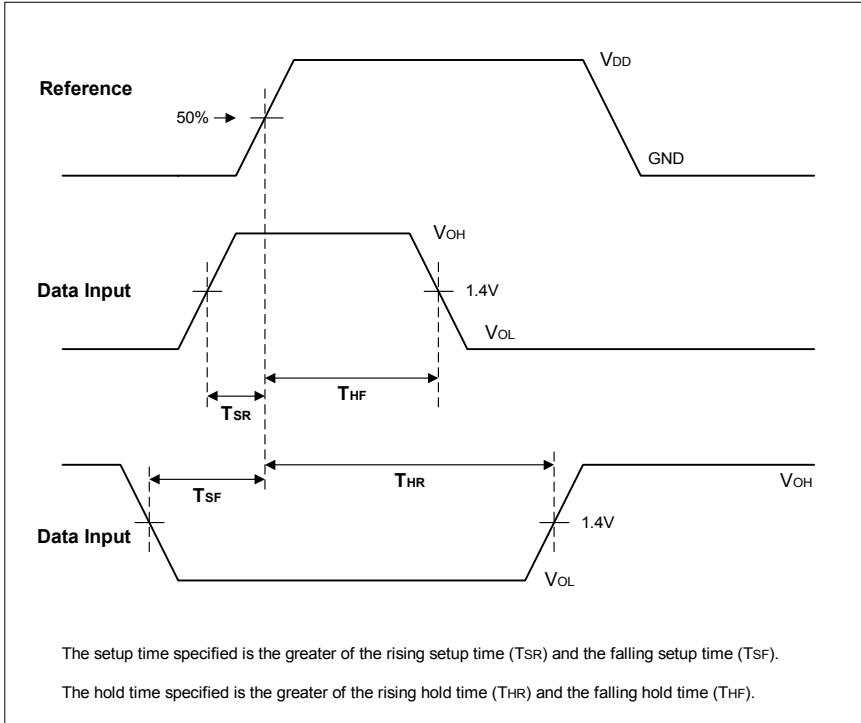 VDD
Reference
50%
GND
VOH
Data Input
1.4V
VOL
THF
TSR
THR
TSF
VOH
1.4V
Data Input
VOL
The setup time specified is the greater of the rising setup time (TSR) and the falling setup time (TSF).
The hold time specified is the greater of the rising hold time (THR) and the falling hold time (THF).